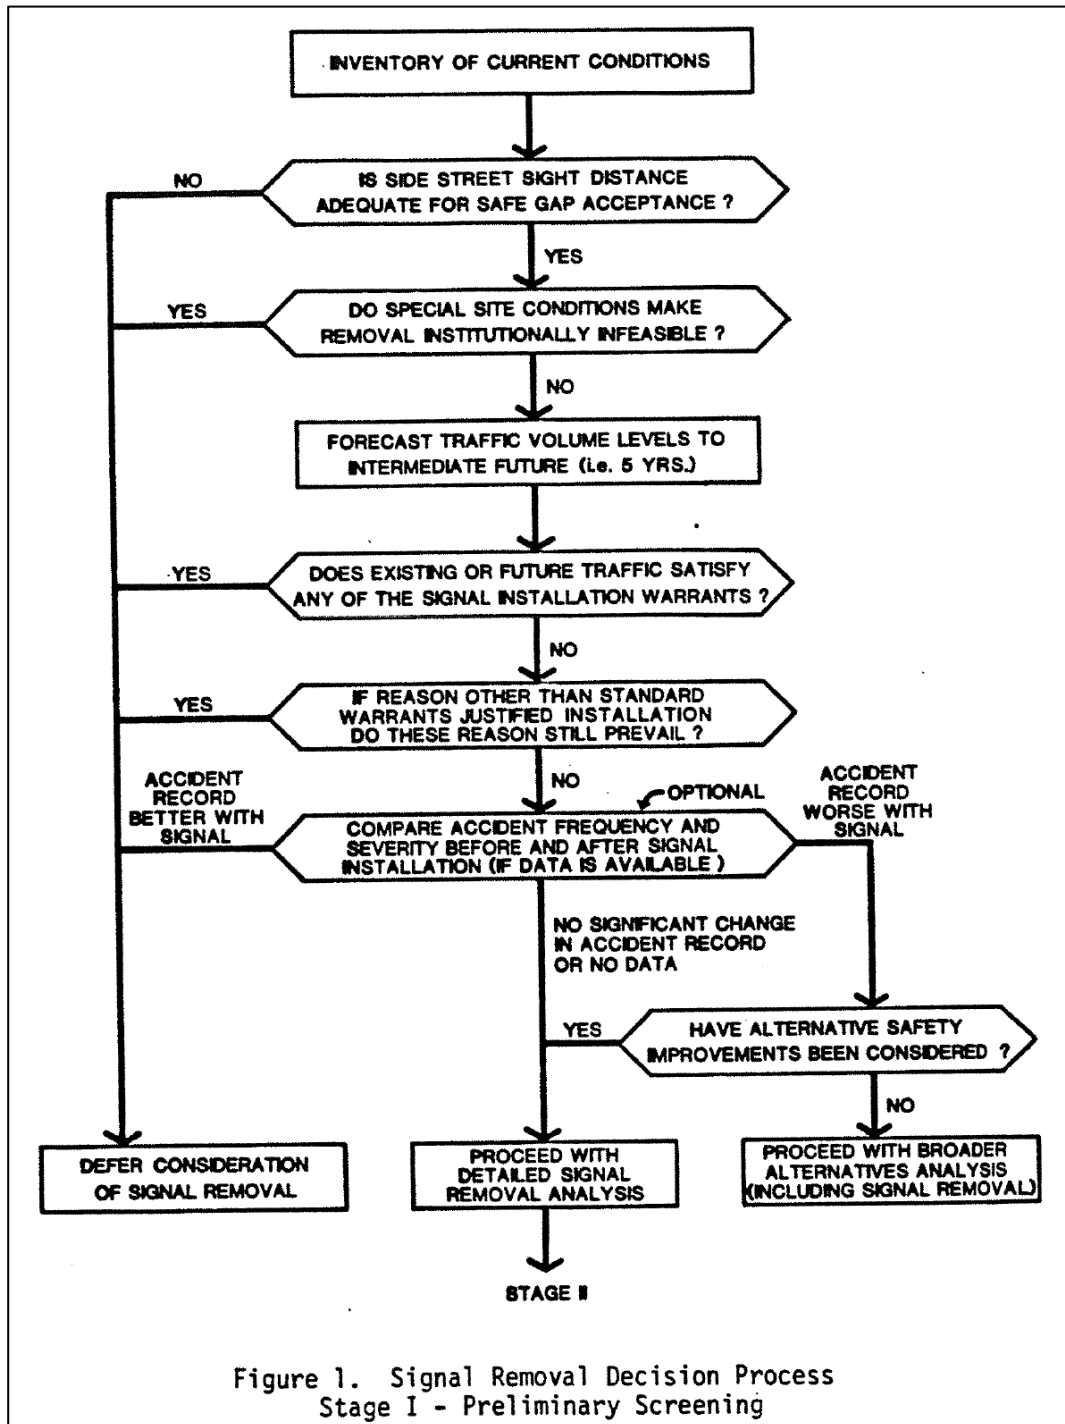 INVENTORY OF CURRENT CONDITIONS
NO
IS SIDE STREET SIGHT DISTANCE
ADEQUATE FOR SAFE GAP ACCEPTANCE ?
YES
YES
DO SPECIAL SITE CONDITIONS MAKE
REMOVAL INSTITUTIONALLY INFEASIBLE ?
NO
FORECAST TRAFFIC VOLUME LEVELS TO
INTERMEDIATE FUTURE (i.e. 5 YRS.)
YES
DOES EXISTING OR FUTURE TRAFFIC SATISFY
ANY OF THE SIGNAL INSTALLATION WARRANTS ?
NO
YES
IF REASON OTHER THAN STANDARD
WARRANTS JUSTIFIED INSTALLATION
DO THESE REASON STILL PREVAIL ?
NO
ACCIDENT
RECORD
BETTER WITH
SIGNAL
OPTIONAL
COMPARE ACCIDENT FREQUENCY AND
SEVERITY BEFORE AND AFTER SIGNAL
INSTALLATION (IF DATA IS AVAILABLE)
ACCIDENT
RECORD
WORSE WITH
SIGNAL
NO SIGNIFICANT CHANGE
IN ACCIDENT RECORD
OR NO DATA
YES
HAVE ALTERNATIVE SAFETY
IMPROVEMENTS BEEN CONSIDERED ?
NO
DEFER CONSIDERATION
OF SIGNAL REMOVAL
PROCEED WITH
DETAILED SIGNAL
REMOVAL ANALYSIS
PROCEED WITH BROADER
ALTERNATIVES ANALYSIS
(INCLUDING SIGNAL REMOVAL)
STAGE II
Figure 1. Signal Removal Decision Process
Stage I - Preliminary Screening